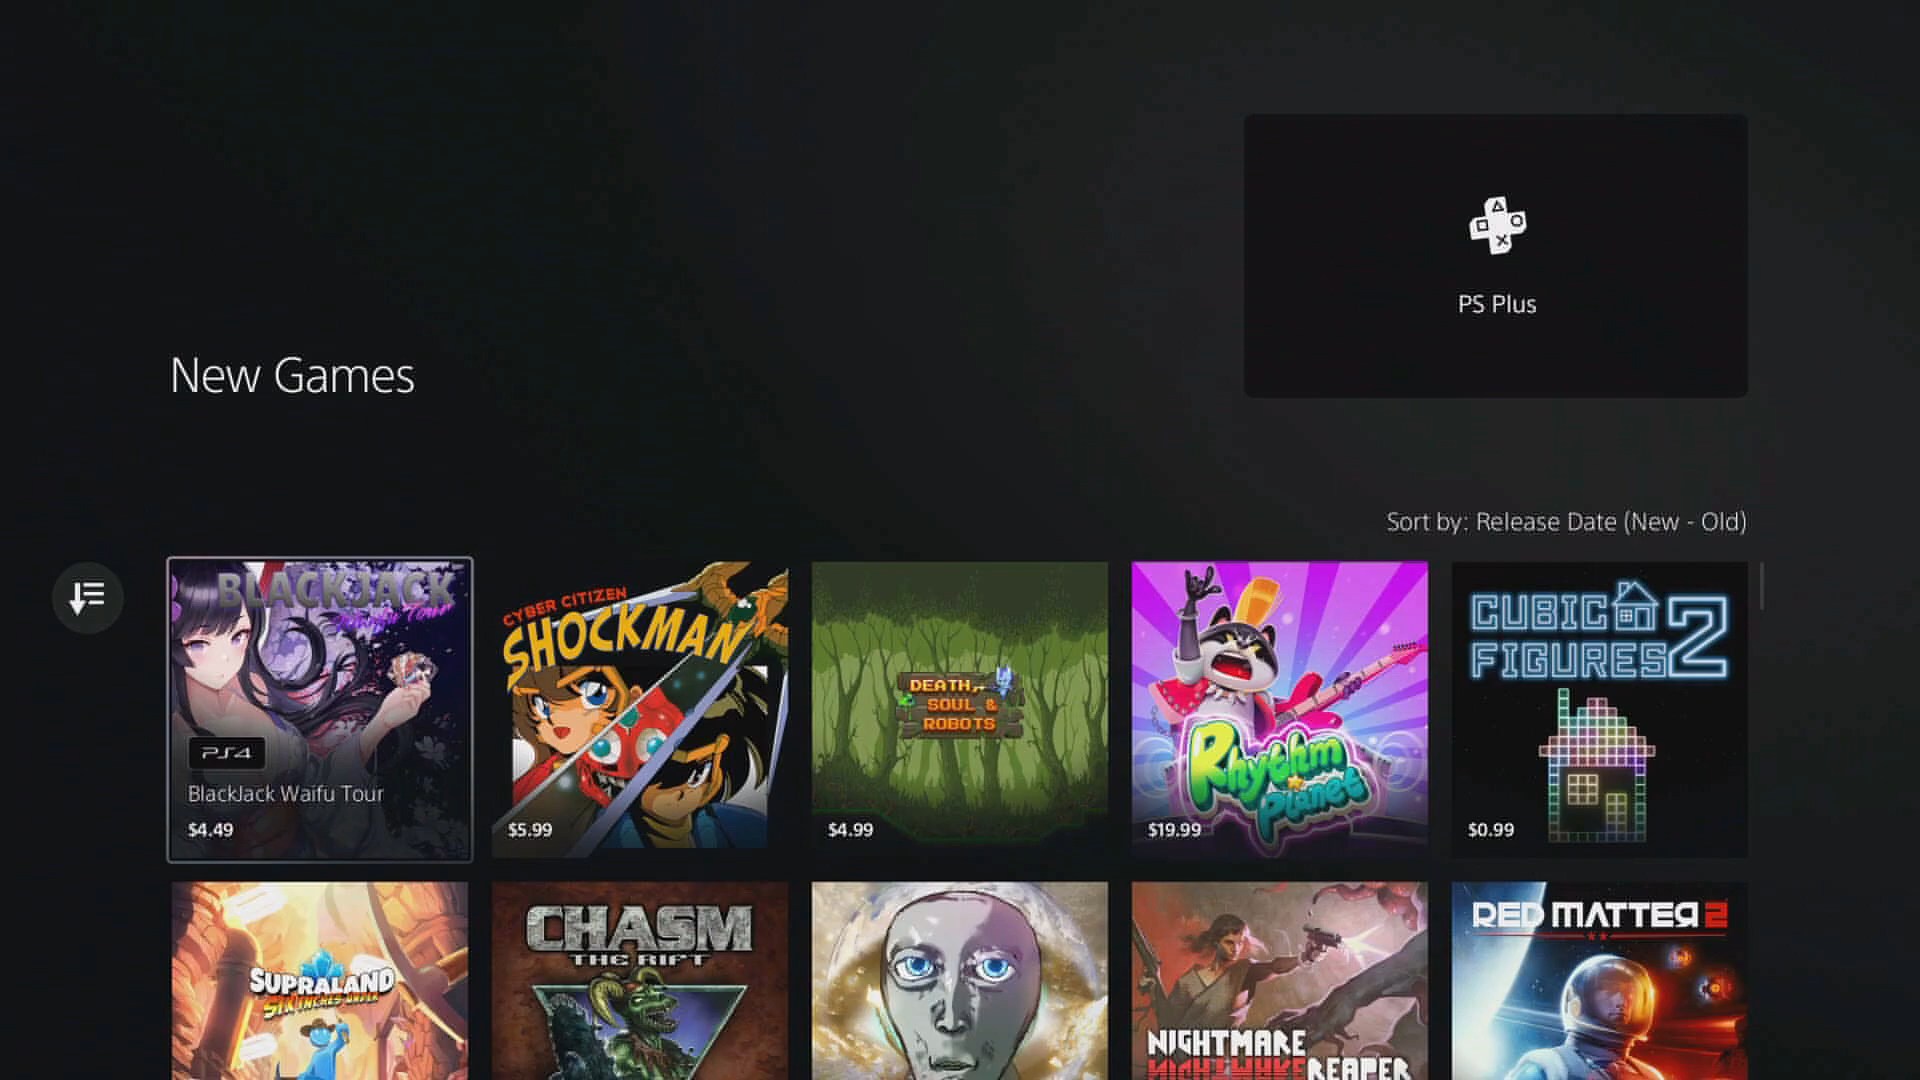 PS Plus
New Games
Sort by: Release Date (New - Old)
BLACKJACK
Waifu Tour
PS4
BlackJack Waifu Tour
$4.49
CYBER CITIZEN
SHOCKMAN
$5.99
DEATH,
SOUL &
ROBOTS
$4.99
Rhythm
Planet
$19.99
CUBIC
FIGURES 2
$0.99
SUPRALAND
SIX INCHES UNDER
CHASM
THE RIFT
NIGHTMARE
REAPER
RED MATTER 2